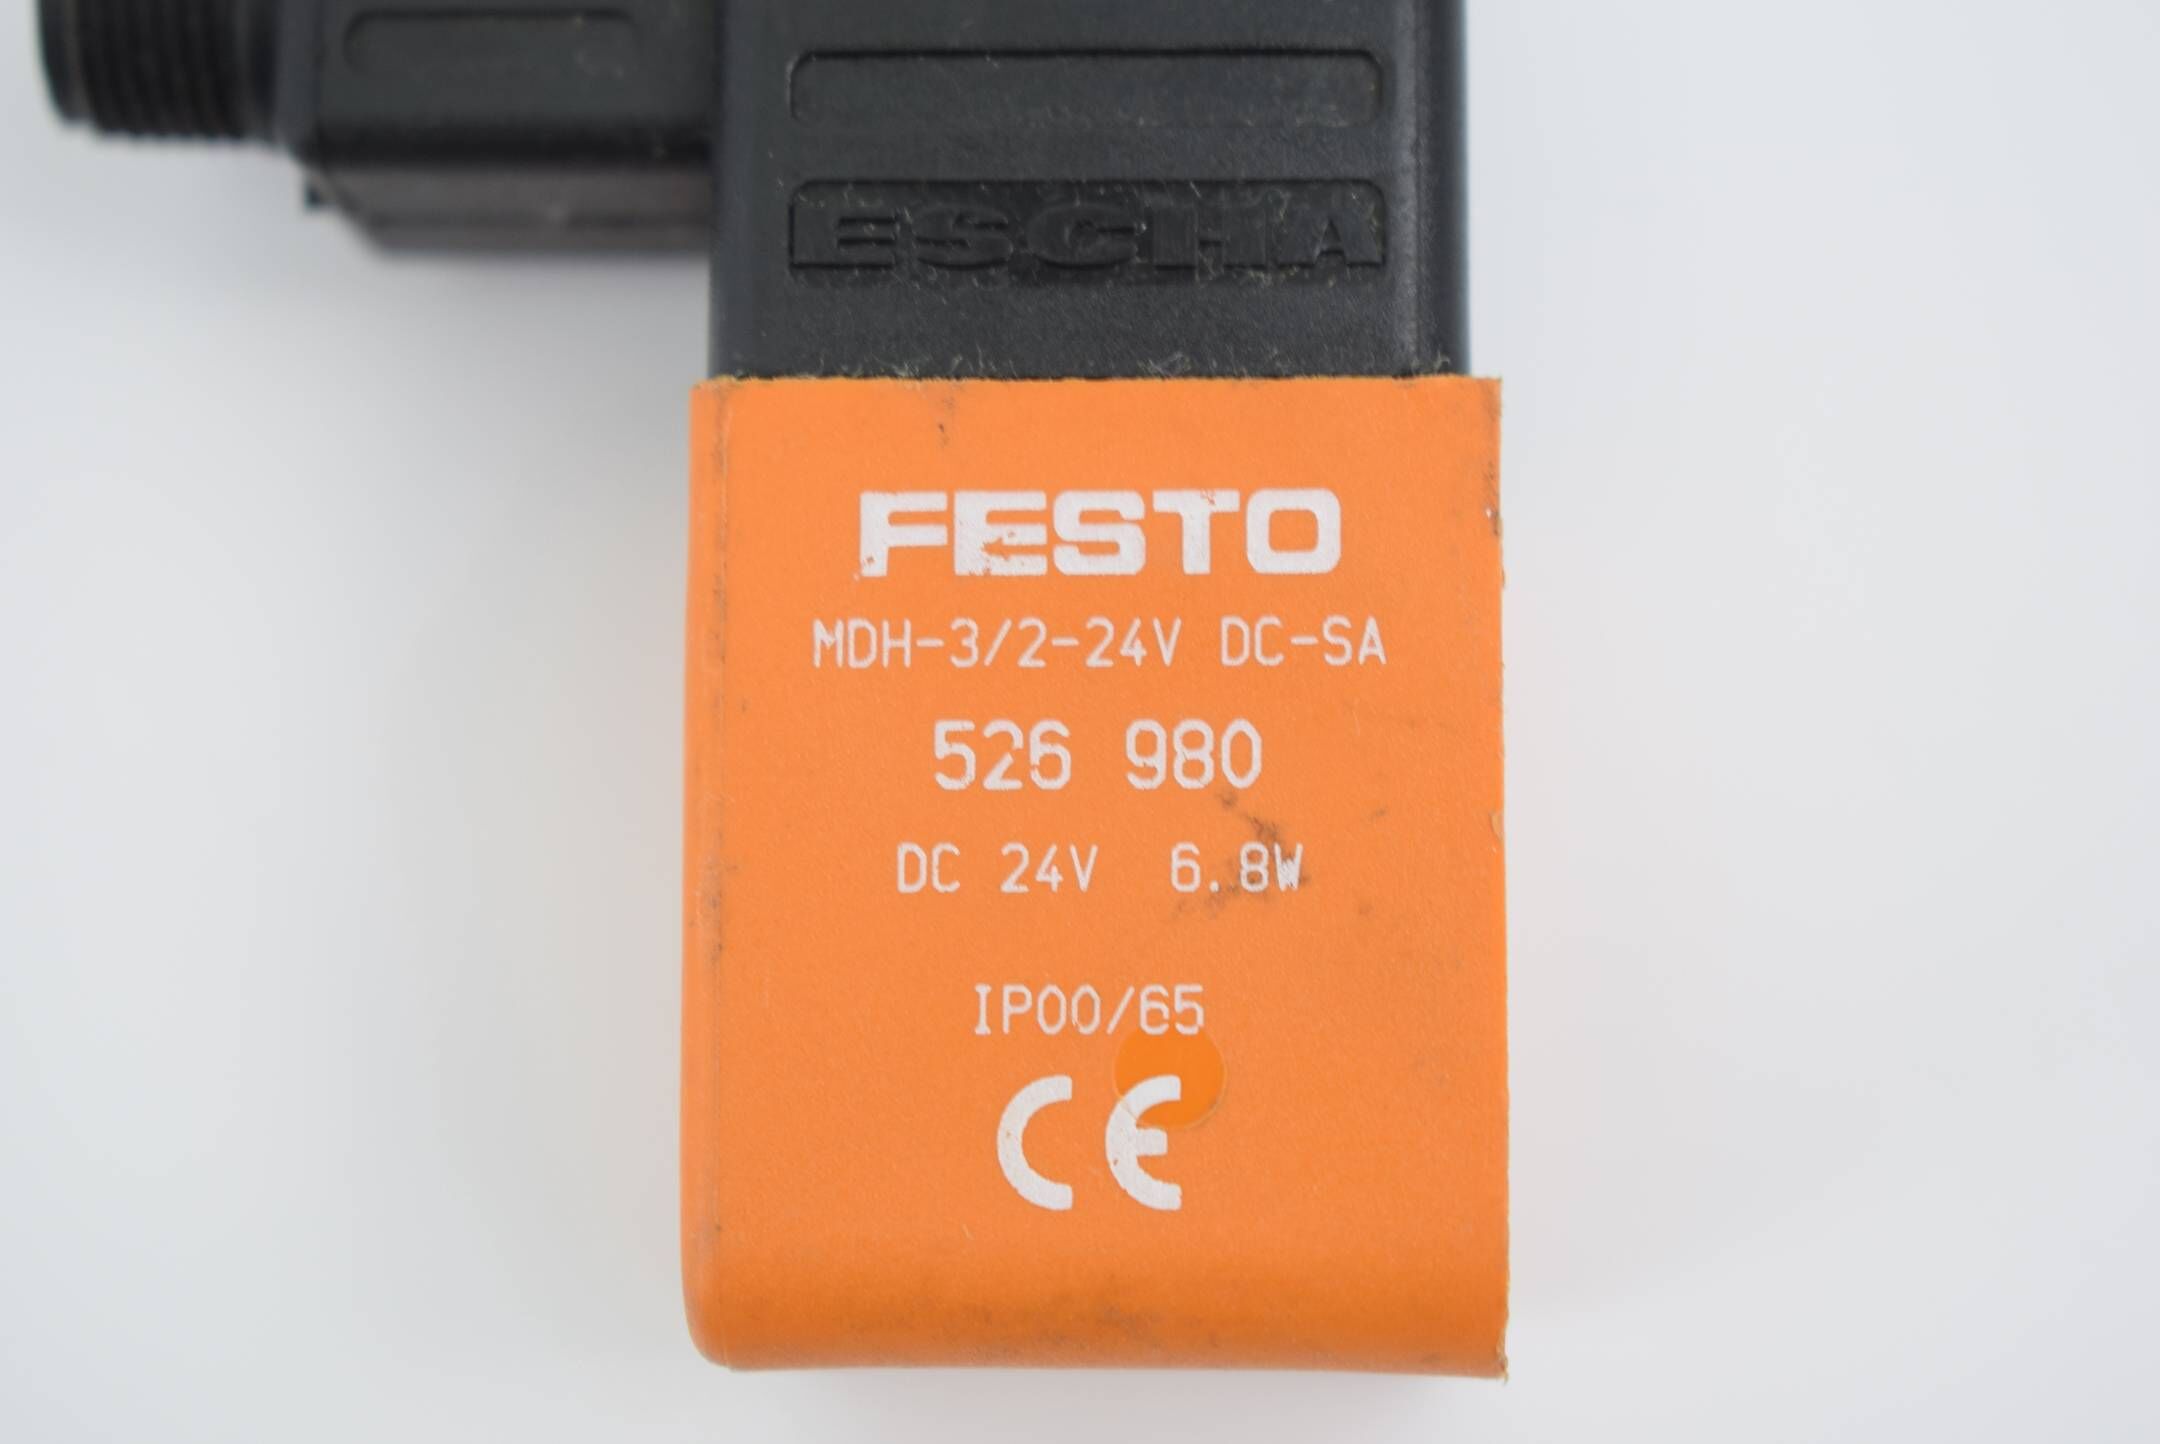 ESCHA
FESTO
MDH-3/2-24V DC-SA
526 980
DC 24V 6.8W
IP00/65
CE